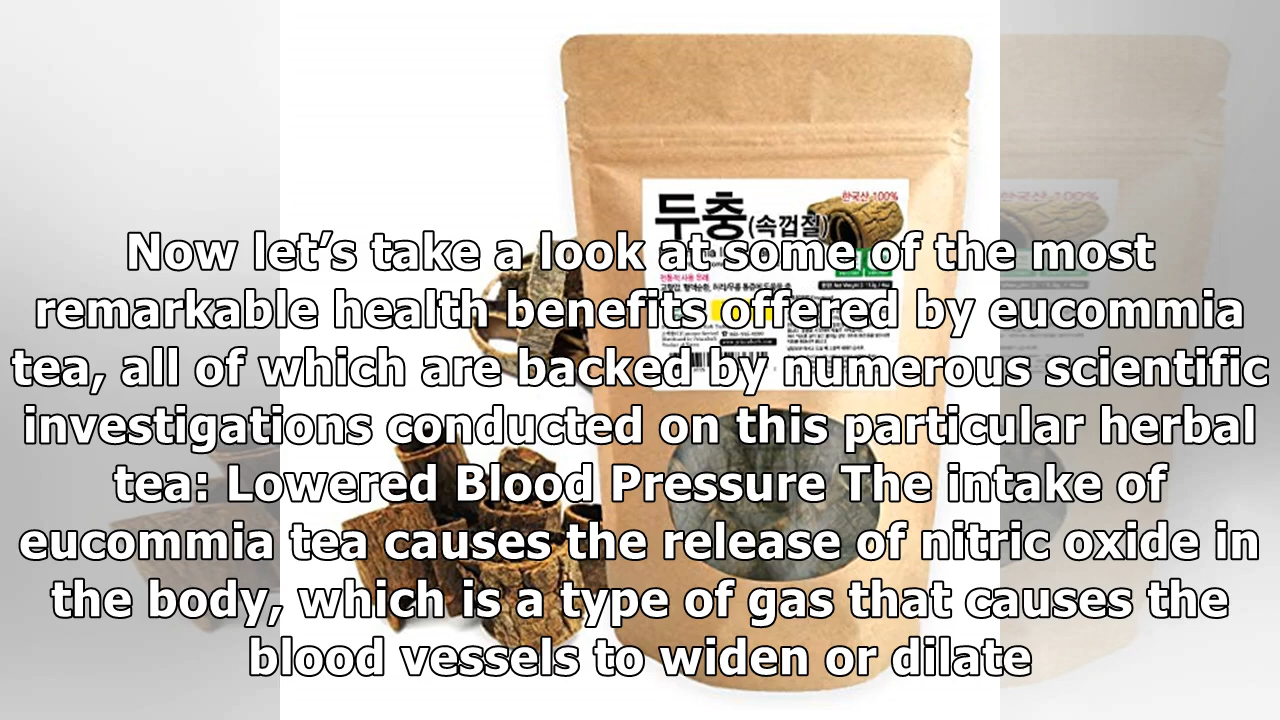 한국산 100%
두충(속껍질)
Now let’s take a look at some of the most
remarkable health benefits offered by eucommia
tea, all of which are backed by numerous scientific
investigations conducted on this particular herbal
tea: Lowered Blood Pressure The intake of
eucommia tea causes the release of nitric oxide in
the body, which is a type of gas that causes the
blood vessels to widen or dilate